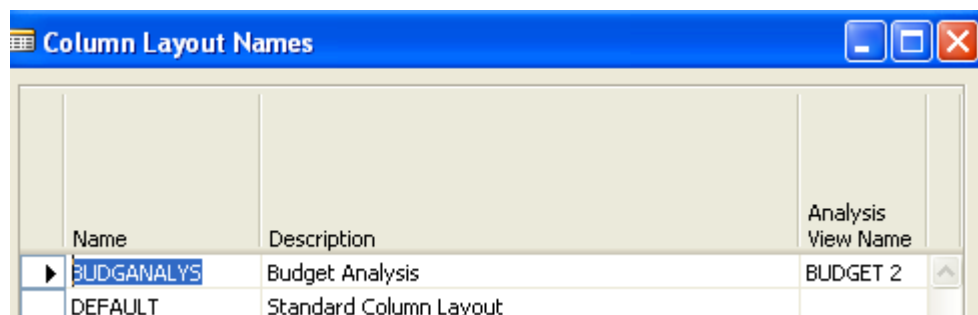 Column Layout Names
Name Description Analysis View Name
BUDGANALYS Budget Analysis BUDGET 2
DEFAULT Standard Column Layout